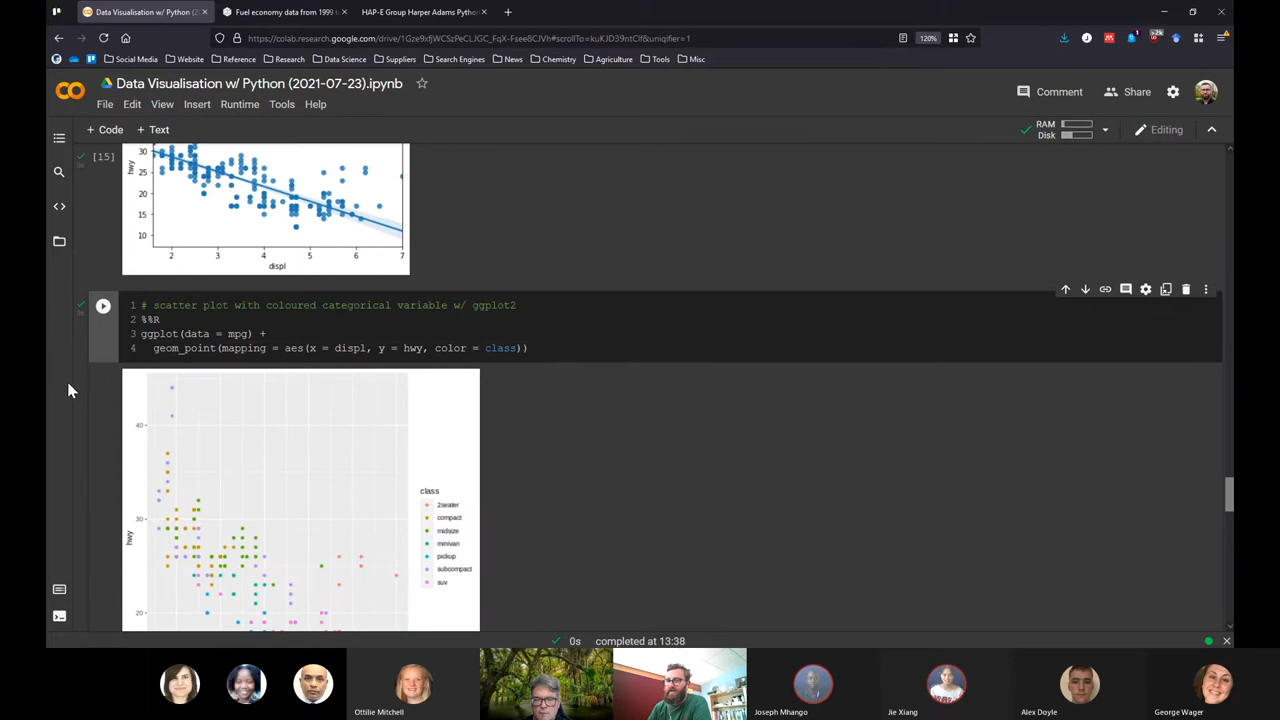 Data Visualisation w/ Python (2
Fuel economy data from 1999 t
HAP-E Group Harper Adams Pytho
https://colab.research.google.com/drive/1Gze9xfjWCSzPeCLJGC_FqX-Fsee8CJVh#scrollTo=kuKJD39ntClf&uniqifier=1
120%
Social Media
Website
Reference
Research
Data Science
Suppliers
Search Engines
News
Chemistry
Agriculture
Tools
Misc
Data Visualisation w/ Python (2021-07-23).ipynb
File Edit View Insert Runtime Tools Help
Comment
Share
+ Code + Text
RAM
Disk
Editing
[15]
hwy
30
25
20
15
10
2 3 4 5 6 7
displ
1 # scatter plot with coloured categorical variable w/ ggplot2
2 %%R
3 ggplot(data = mpg) +
4 geom_point(mapping = aes(x = displ, y = hwy, color = class))
40
30
20
hwy
class
2seater
compact
midsize
minivan
pickup
subcompact
suv
0s completed at 13:38
Ottilie Mitchell
Joseph Mhango
Jie Xiang
Alex Doyle
George Wager